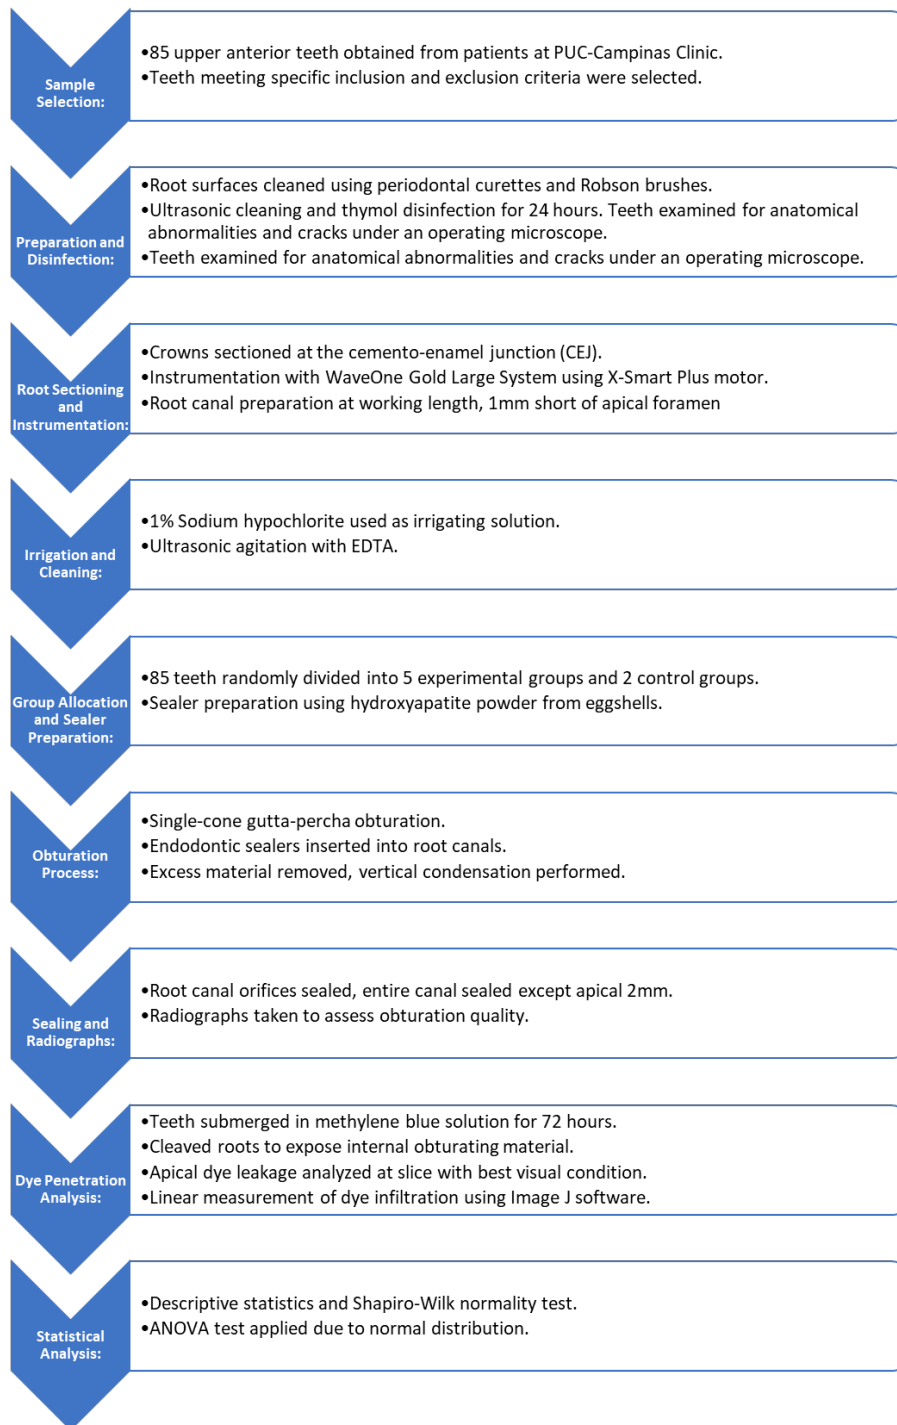 Sample
Selection:
•85 upper anterior teeth obtained from patients at PUC-Campinas Clinic.
•Teeth meeting specific inclusion and exclusion criteria were selected.
Preparation and
Disinfection:
•Root surfaces cleaned using periodontal curettes and Robson brushes.
•Ultrasonic cleaning and thymol disinfection for 24 hours. Teeth examined for anatomical
abnormalities and cracks under an operating microscope.
•Teeth examined for anatomical abnormalities and cracks under an operating microscope.
Root Sectioning
and
Instrumentation:
•Crowns sectioned at the cemento-enamel junction (CEJ).
•Instrumentation with WaveOne Gold Large System using X-Smart Plus motor.
•Root canal preparation at working length, 1mm short of apical foramen
Irrigation and
Cleaning:
•1% Sodium hypochlorite used as irrigating solution.
•Ultrasonic agitation with EDTA.
Group Allocation
and Sealer
Preparation:
•85 teeth randomly divided into 5 experimental groups and 2 control groups.
•Sealer preparation using hydroxyapatite powder from eggshells.
Obturation
Process:
•Single-cone gutta-percha obturation.
•Endodontic sealers inserted into root canals.
•Excess material removed, vertical condensation performed.
Sealing and
Radiographs:
•Root canal orifices sealed, entire canal sealed except apical 2mm.
•Radiographs taken to assess obturation quality.
Dye Penetration
Analysis:
•Teeth submerged in methylene blue solution for 72 hours.
•Cleaved roots to expose internal obturating material.
•Apical dye leakage analyzed at slice with best visual condition.
•Linear measurement of dye infiltration using Image J software.
Statistical
Analysis:
•Descriptive statistics and Shapiro-Wilk normality test.
•ANOVA test applied due to normal distribution.